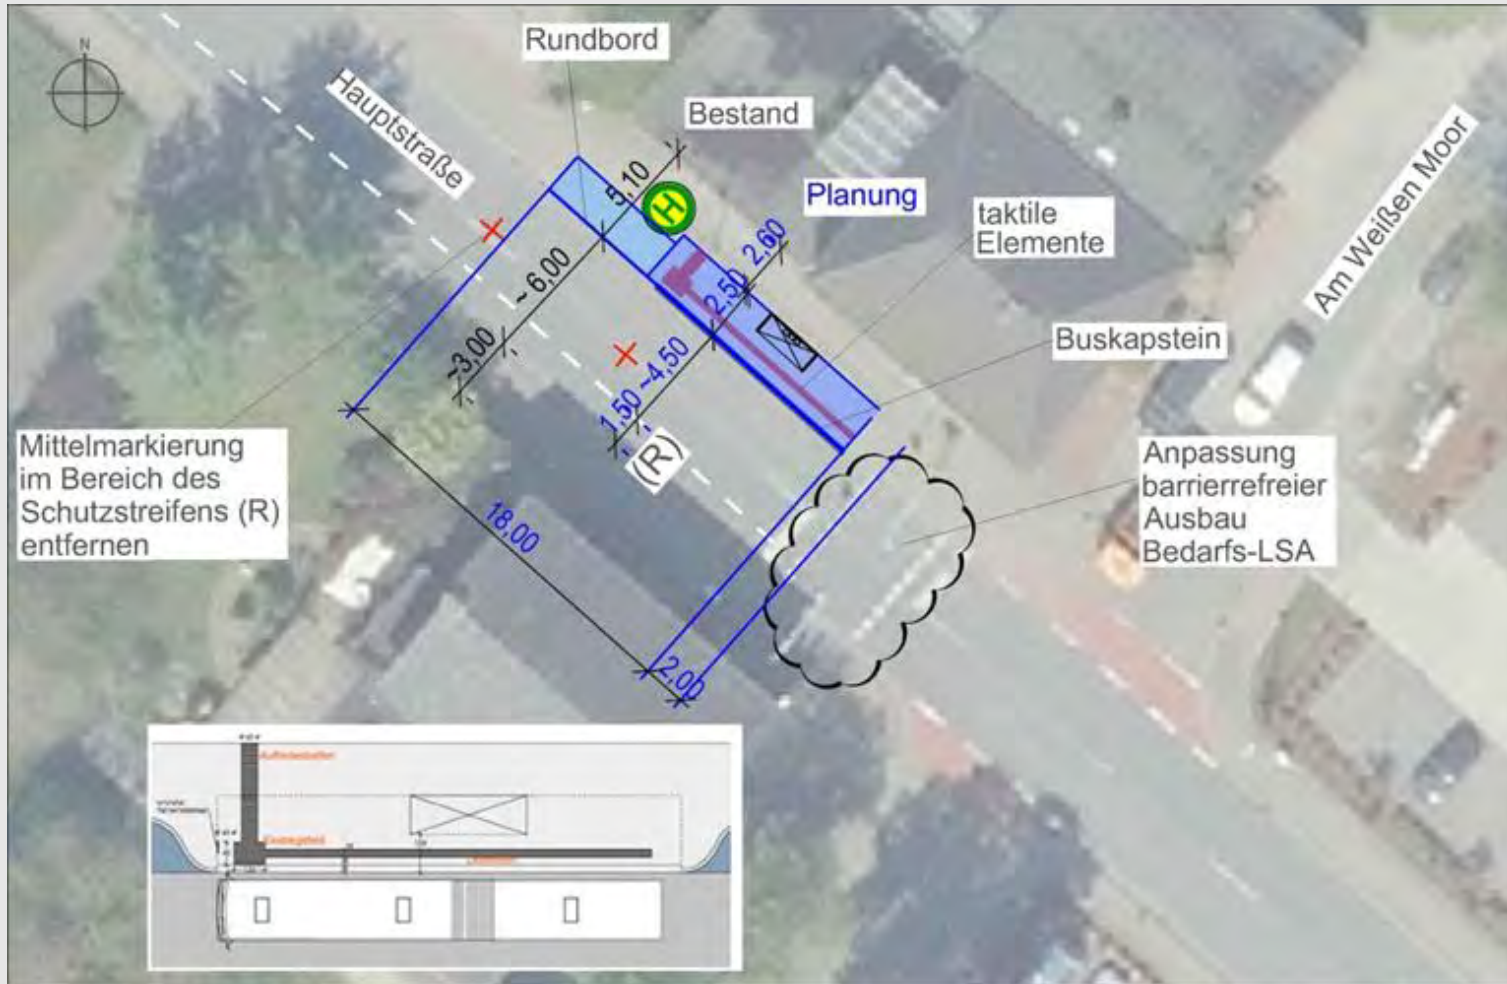 N
Rundbord
Hauptstraße
Bestand
5,10
H
Planung
taktile
Elemente
Am Weißen Moor
2,60
2,50
~ 6,00
~3,00
~4,50
1,50
(R)
Buskapstein
Mittelmarkierung
im Bereich des
Schutzstreifens (R)
entfernen
Anpassung
barrierrefreier
Ausbau
Bedarfs-LSA
18,00
2,00